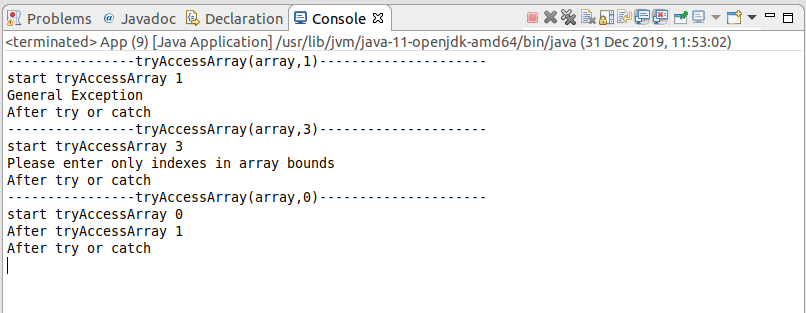 Problems @ Javadoc Declaration Console
<terminated> App (9) [Java Application] /usr/lib/jvm/java-11-openjdk-amd64/bin/java (31 Dec 2019, 11:53:02)
----------------tryAccessArray(array,1)---------------------
start tryAccessArray 1
General Exception
After try or catch
----------------tryAccessArray(array,3)---------------------
start tryAccessArray 3
Please enter only indexes in array bounds
After try or catch
----------------tryAccessArray(array,0)---------------------
start tryAccessArray 0
After tryAccessArray 1
After try or catch